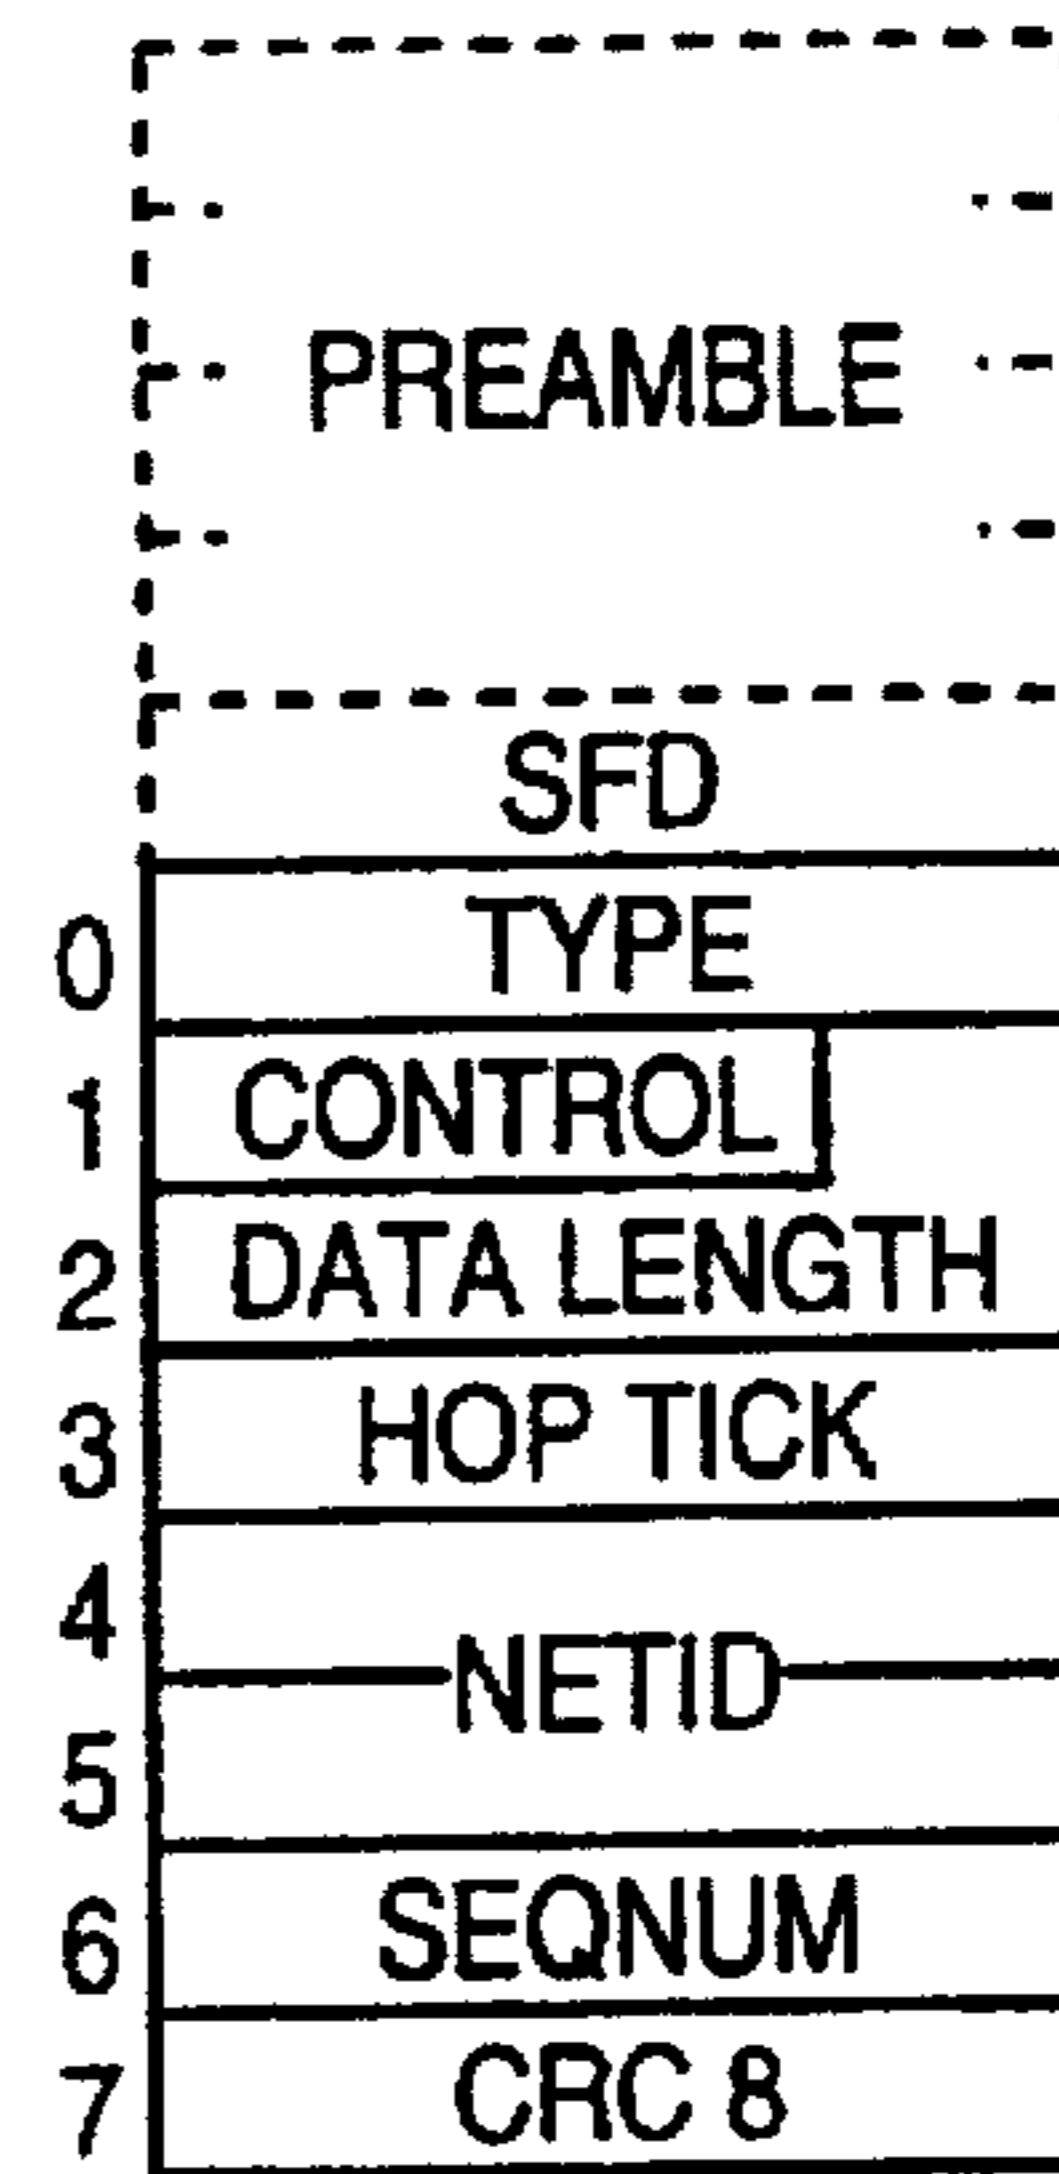 PREAMBLE
SFD
0 TYPE
1 CONTROL
2 DATA LENGTH
3 HOP TICK
4
NETID
5
6 SEQNUM
7 CRC 8